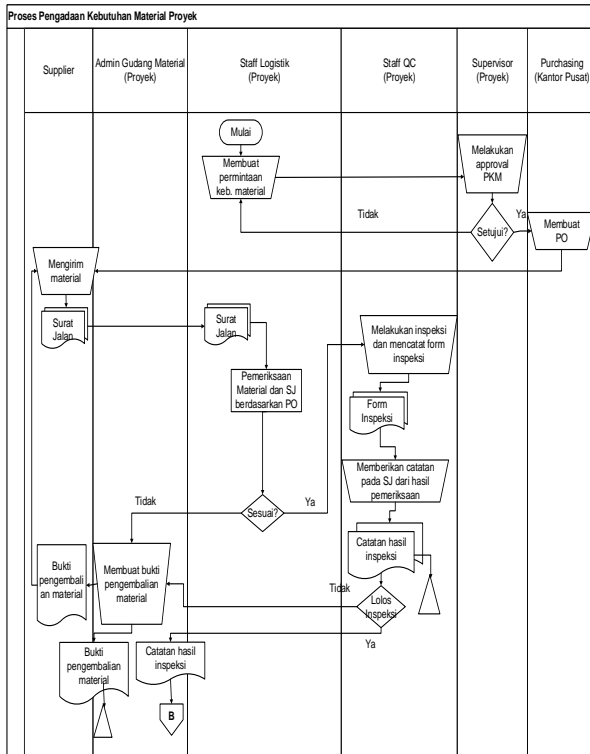 Proses Pengadaan Kebutuhan Material Proyek
Supplier
Admin Gudang Material
(Proyek)
Staff Logistik
(Proyek)
Staff QC
(Proyek)
Supervisor
(Proyek)
Purchasing
(Kantor Pusat)
Mulai
Membuat
permintaan
keb. material
Melakukan
approval
PKM
Tidak
Setujui?
Ya
Membuat
PO
Mengirim
material
Surat
Jalan
Surat
Jalan
Melakukan inspeksi
dan mencatat form
inspeksi
Pemeriksaan
Material dan SJ
berdasarkan PO
Form
Inspeksi
Memberikan catatan
pada SJ dari hasil
pemeriksaan
Tidak
Sesuai?
Ya
Catatan hasil
inspeksi
Bukti
pengembali
an material
Membuat bukti
pengembalian
material
Tidak
Lolos
Inspeksi
Ya
Bukti
pengembalian
material
Catatan hasil
inspeksi
B